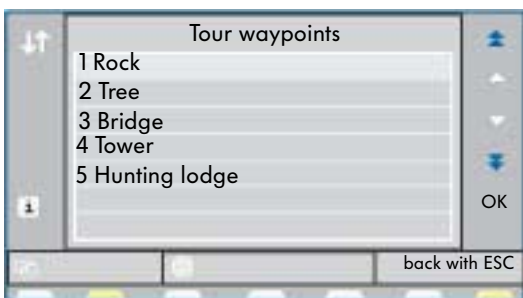 Tour waypoints
1 Rock
2 Tree
3 Bridge
4 Tower
5 Hunting lodge
i
OK
back with ESC